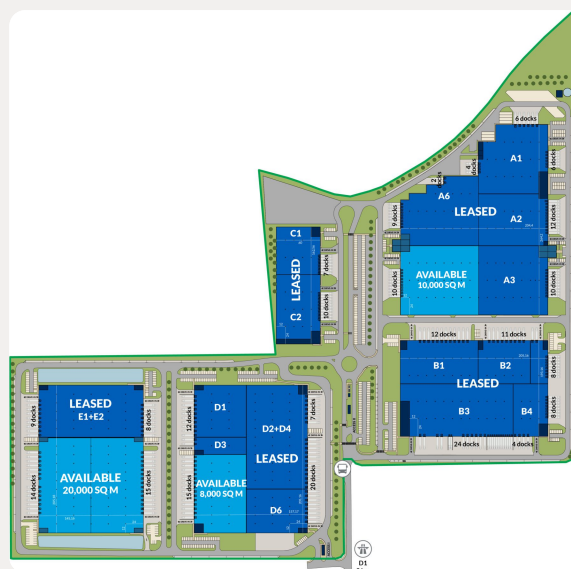 6 docks
A1
4 docks
6 docks
2 docks
A6
LEASED
9 docks
A2
12 docks
C1
LEASED
7 docks
AVAILABLE
10,000 SQ M
A3
10 docks
10 docks
C2
10 docks
12 docks
11 docks
B1
B2
8 docks
LEASED
B3
B4
8 docks
24 docks
4 docks
LEASED
E1+E2
9 docks
8 docks
D1
12 docks
D2+D4
7 docks
D3
LEASED
AVAILABLE
20,000 SQ M
14 docks
15 docks
AVAILABLE
8,000 SQ M
15 docks
20 docks
D6
D1